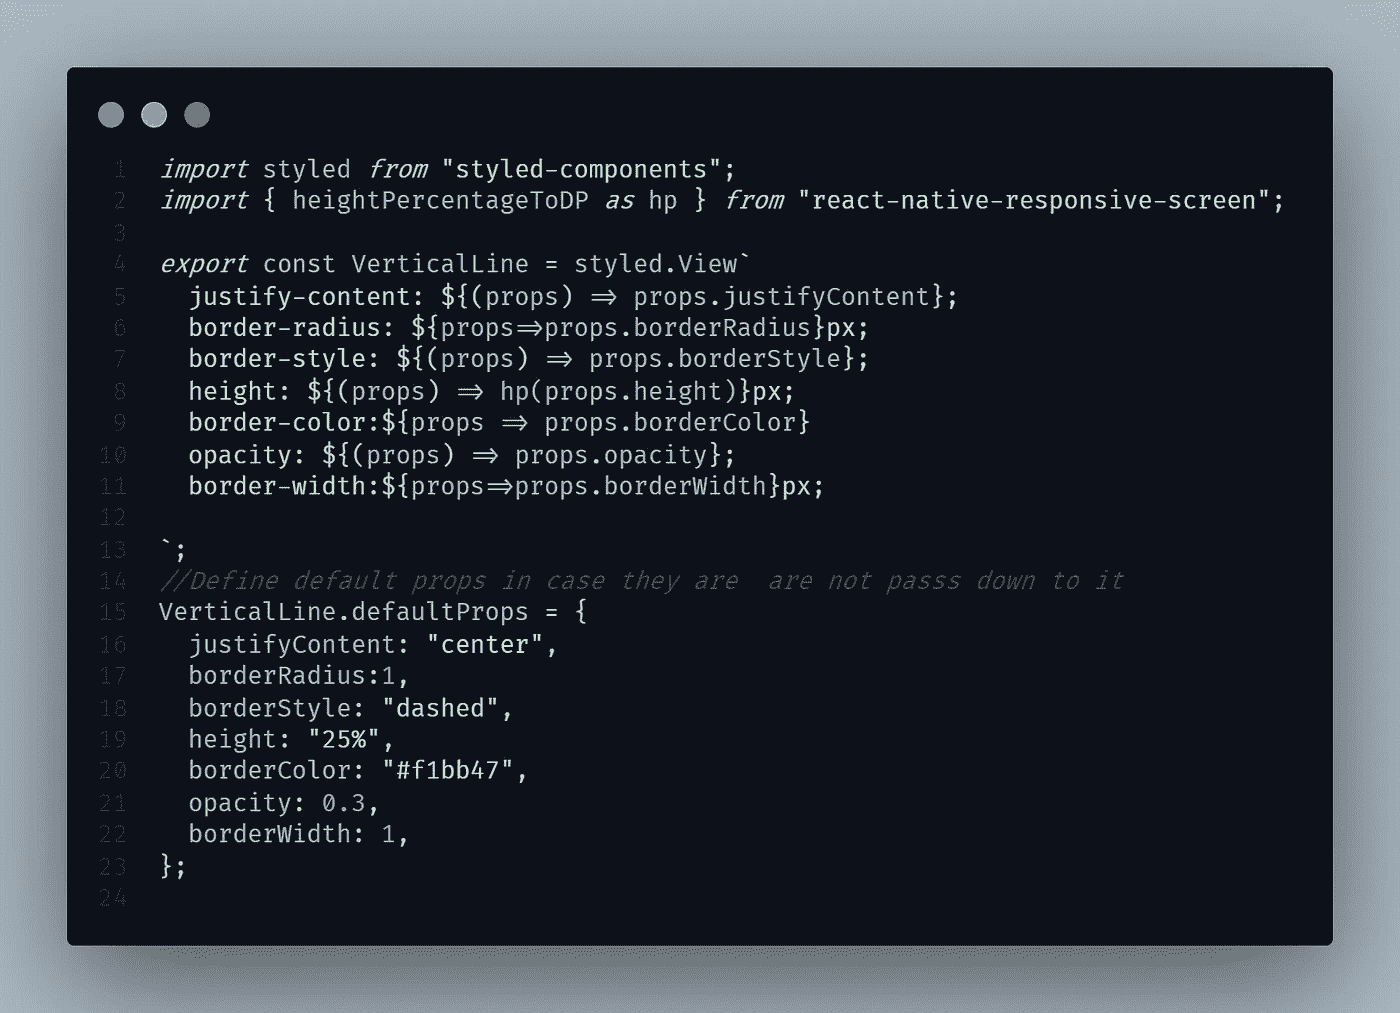 1 import styled from "styled-components";
2 import { heightPercentageToDP as hp } from "react-native-responsive-screen";
3
4 export const VerticalLine = styled.View`
5   justify-content: ${(props) => props.justifyContent};
6   border-radius: ${props=>props.borderRadius}px;
7   border-style: ${(props) => props.borderStyle};
8   height: ${(props) => hp(props.height)}px;
9   border-color:${props => props.borderColor}
10   opacity: ${(props) => props.opacity};
11   border-width:${props=>props.borderWidth}px;
12
13 `;
14 //Define default props in case they are  are not passs down to it
15 VerticalLine.defaultProps = {
16   justifyContent: "center",
17   borderRadius:1,
18   borderStyle: "dashed",
19   height: "25%",
20   borderColor: "#f1bb47",
21   opacity: 0.3,
22   borderWidth: 1,
23 };
24